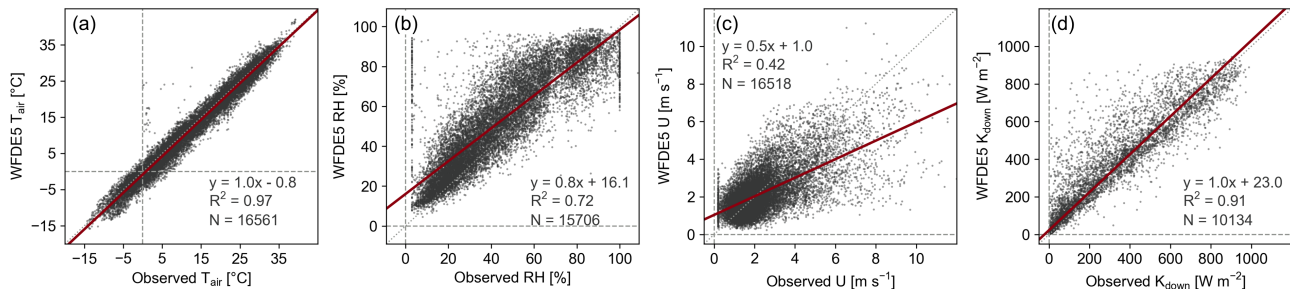 (a)
WFDE5 T_air [°C]
35
25
15
5
−5
−15
y = 1.0x - 0.8
R² = 0.97
N = 16561
−15 −5 5 15 25 35
Observed T_air [°C]
(b)
WFDE5 RH [%]
100
80
60
40
20
0
y = 0.8x + 16.1
R² = 0.72
N = 15706
0 20 40 60 80 100
Observed RH [%]
(c)
WFDE5 U [m s⁻¹]
10
8
6
4
2
0
y = 0.5x + 1.0
R² = 0.42
N = 16518
0 2 4 6 8 10
Observed U [m s⁻¹]
(d)
WFDE5 K_down [W m⁻²]
1000
800
600
400
200
0
y = 1.0x + 23.0
R² = 0.91
N = 10134
0 200 400 600 800 1000
Observed K_down [W m⁻²]